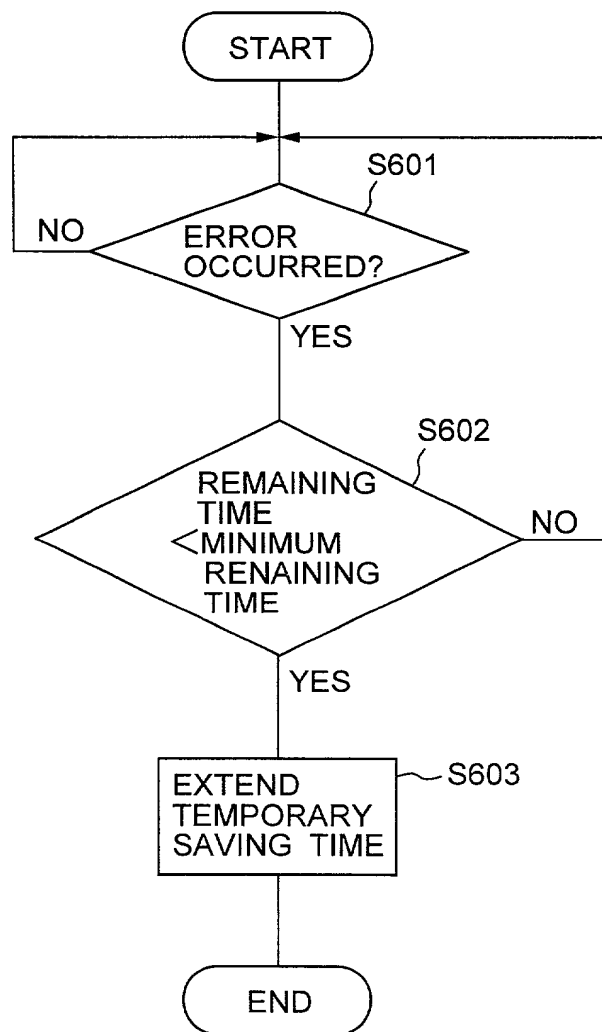 START
S601
NO
ERROR
OCCURRED?
YES
S602
REMAINING
TIME
<MINIMUM
RENAINING
TIME
NO
YES
S603
EXTEND
TEMPORARY
SAVING TIME
END